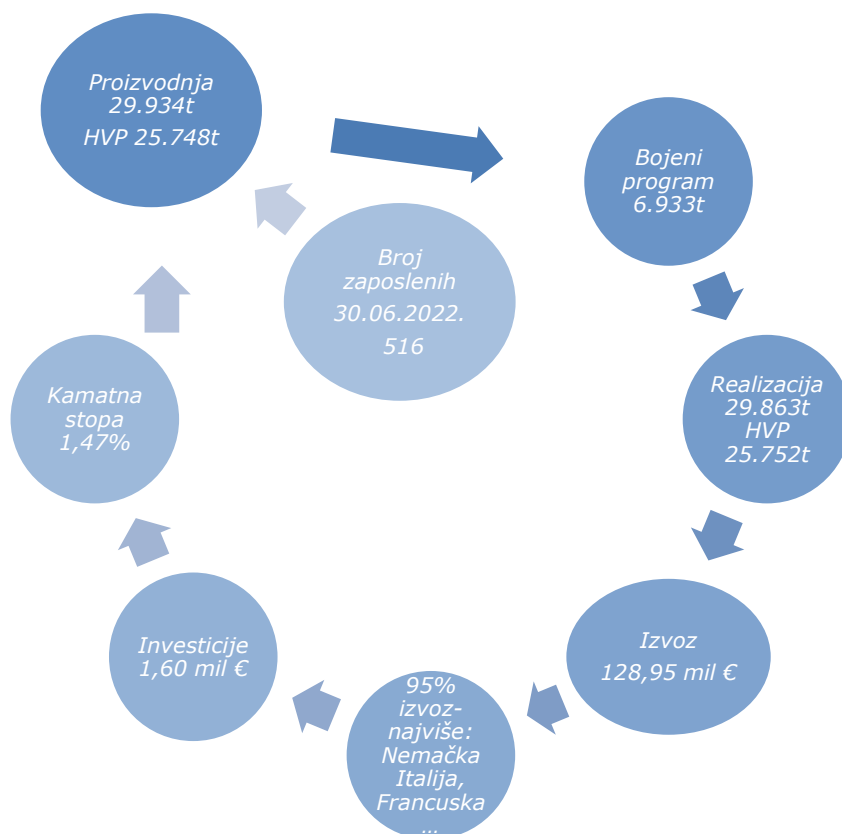 Proizvodnja
29.934t
HVP 25.748t
Bojeni
program
6.933t
Realizacija
29.863t
HVP
25.752t
Izvoz
128,95 mil €
95%
izvoz-
najviše:
Nemačka
Italija,
Francuska
...
Investicije
1,60 mil €
Kamatna
stopa
1,47%
Broj
zaposlenih
30.06.2022.
516